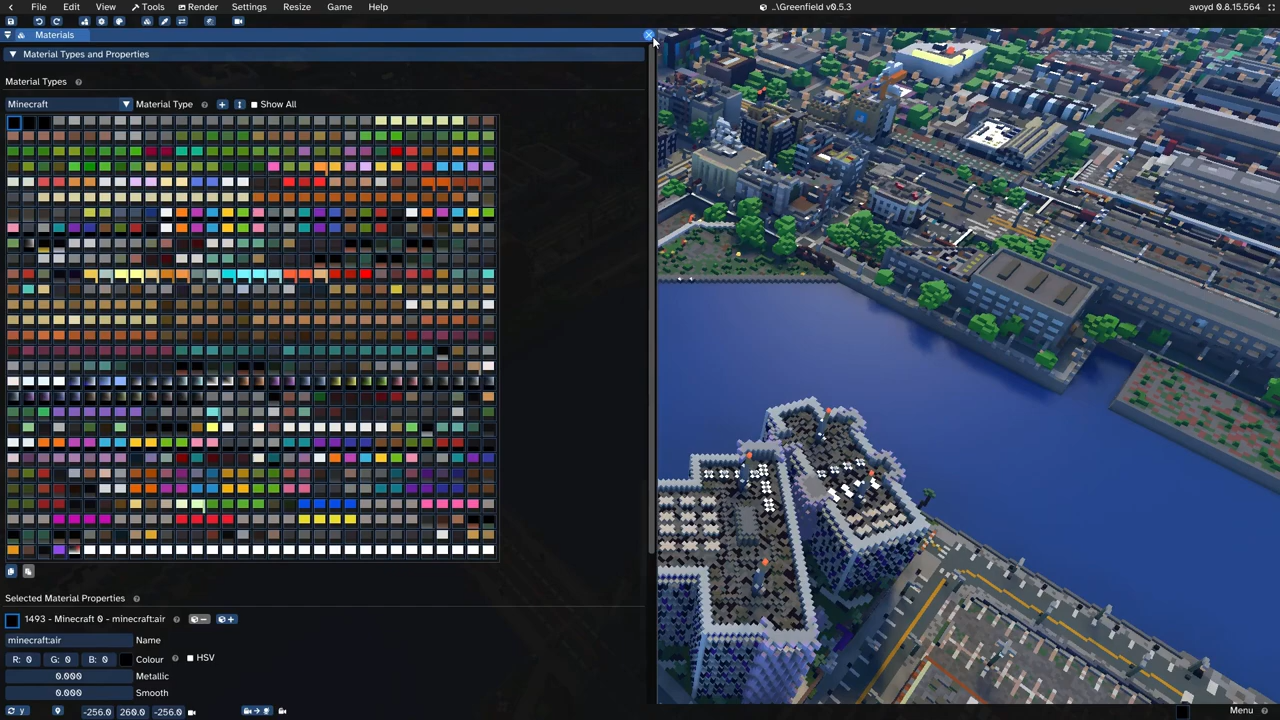 File Edit View Tools Render Settings Resize Game Help ..\Greenfield v0.5.3 avoyd 0.8.15.564
Materials
Material Types and Properties
Material Types ?
Minecraft Material Type ? Show All
Selected Material Properties ?
1493 - Minecraft 0 - minecraft:air ?
minecraft:air Name
R: 0 G: 0 B: 0 Colour ? HSV
0.000 Metallic
0.000 Smooth
y -256.0 260.0 -256.0 Menu ?